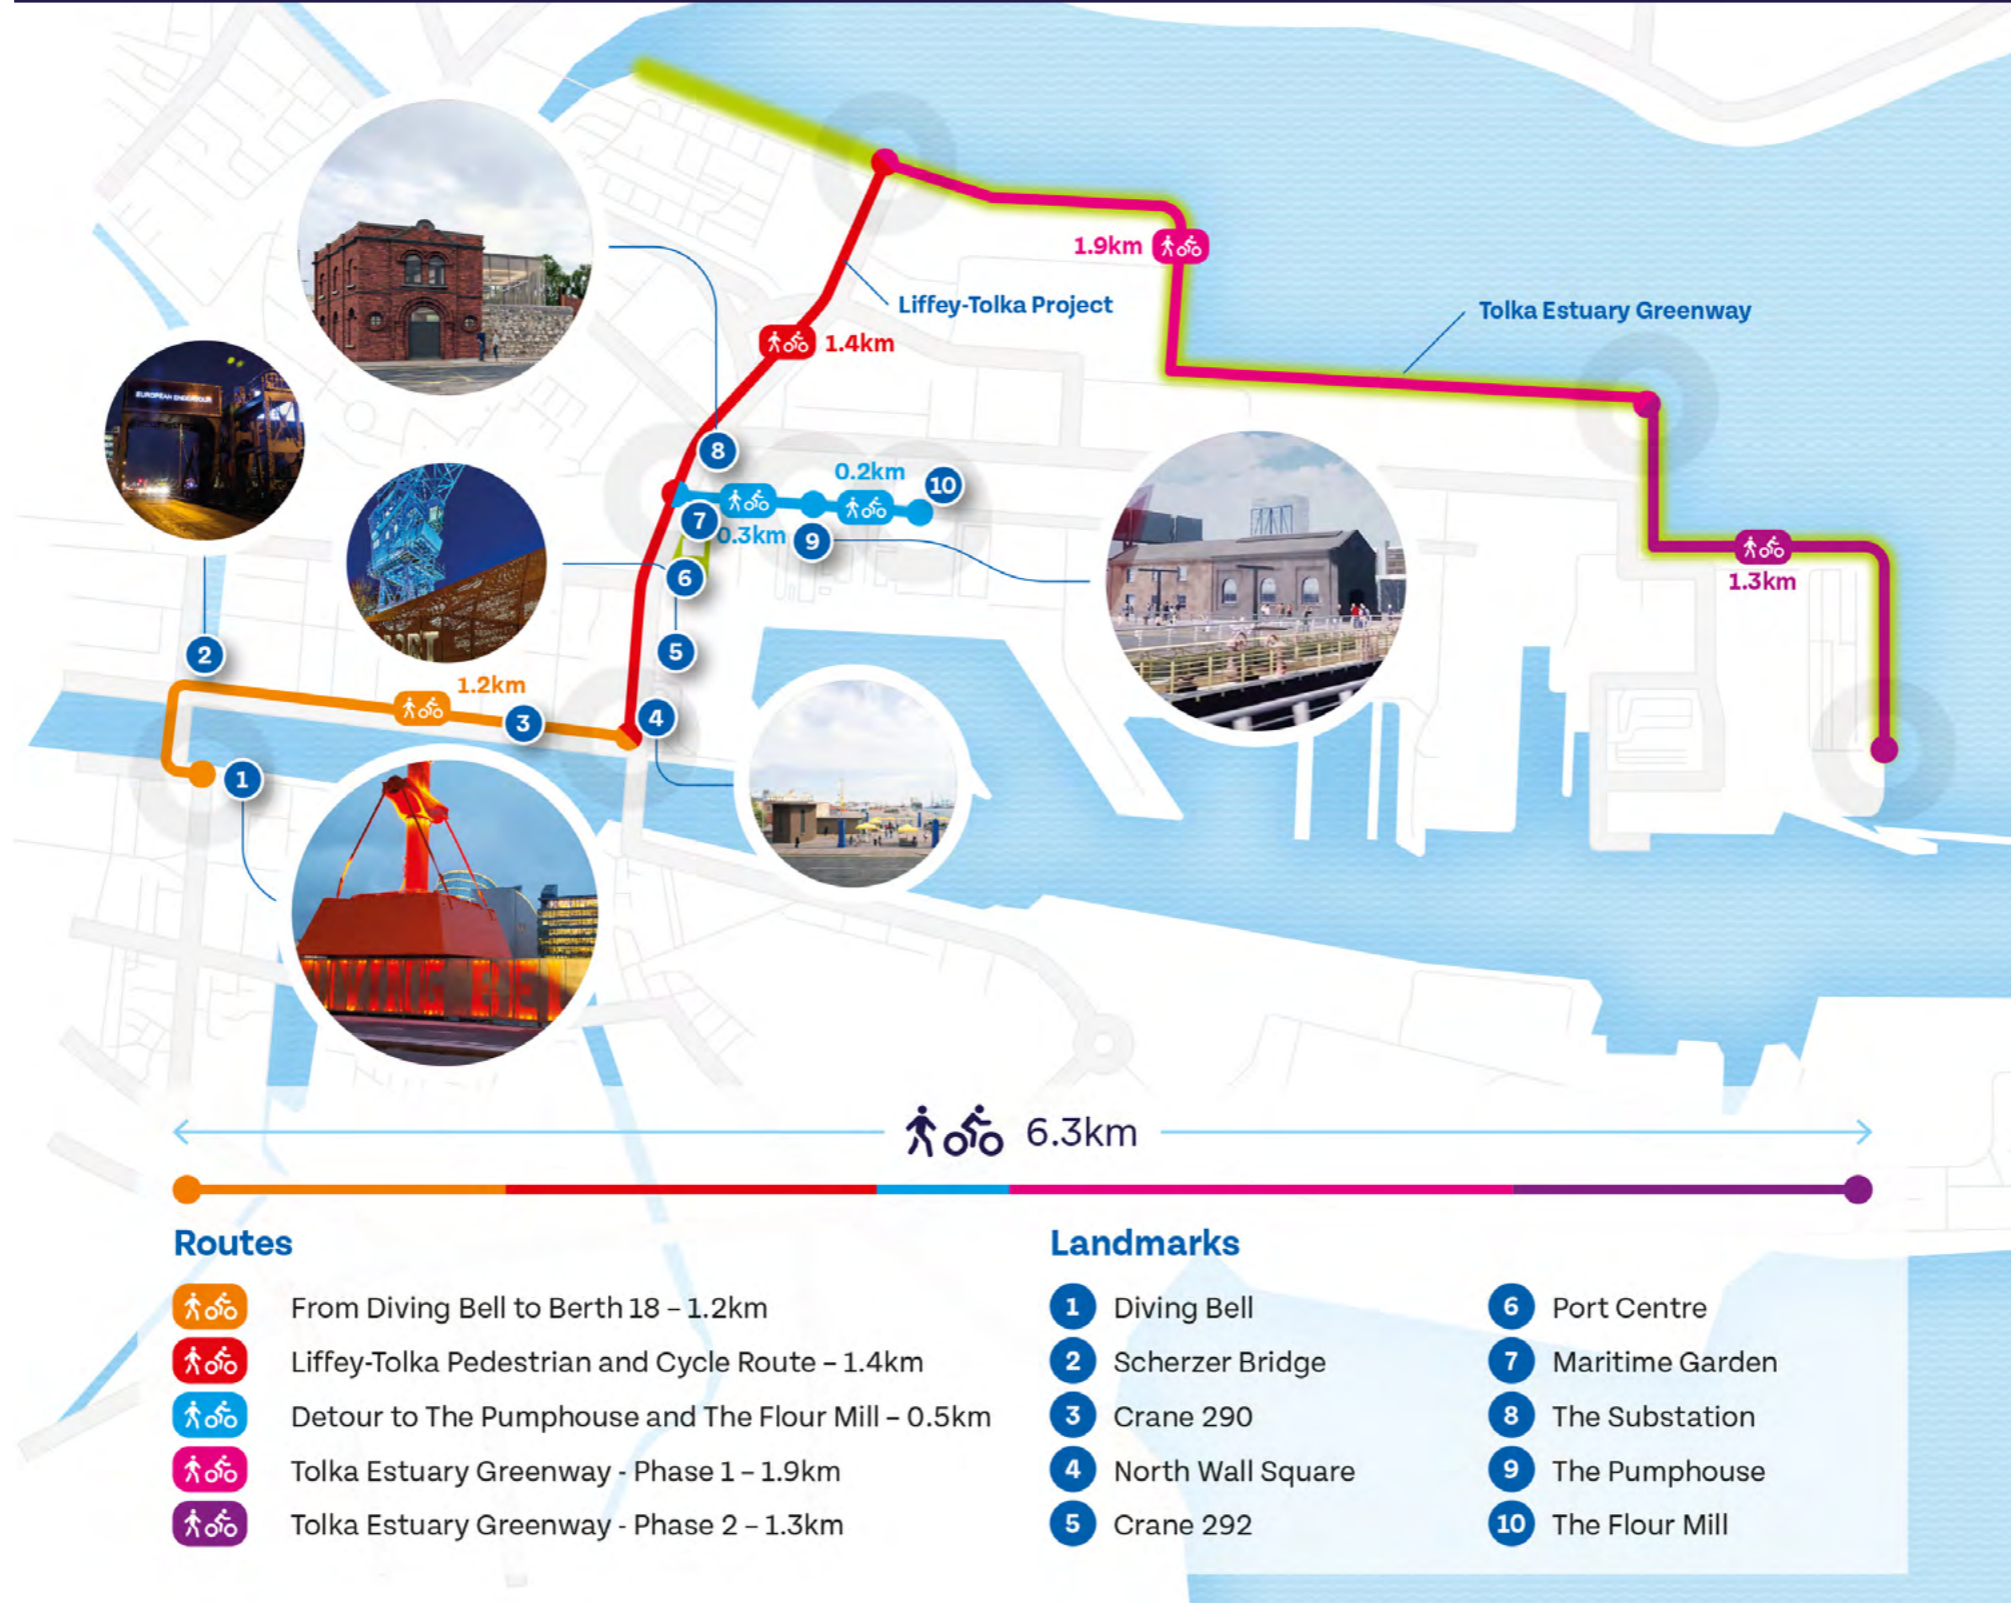 EUROPEAN ENDEAVOUR
1.9km
Liffey-Tolka Project
Tolka Estuary Greenway
1.4km
8
0.2km
10
7
0.3km
9
6
5
1.3km
2
1.2km
3
4
1
6.3km
Routes
From Diving Bell to Berth 18 – 1.2km
Liffey-Tolka Pedestrian and Cycle Route – 1.4km
Detour to The Pumphouse and The Flour Mill – 0.5km
Tolka Estuary Greenway - Phase 1 – 1.9km
Tolka Estuary Greenway - Phase 2 – 1.3km
Landmarks
1 Diving Bell
2 Scherzer Bridge
3 Crane 290
4 North Wall Square
5 Crane 292
6 Port Centre
7 Maritime Garden
8 The Substation
9 The Pumphouse
10 The Flour Mill